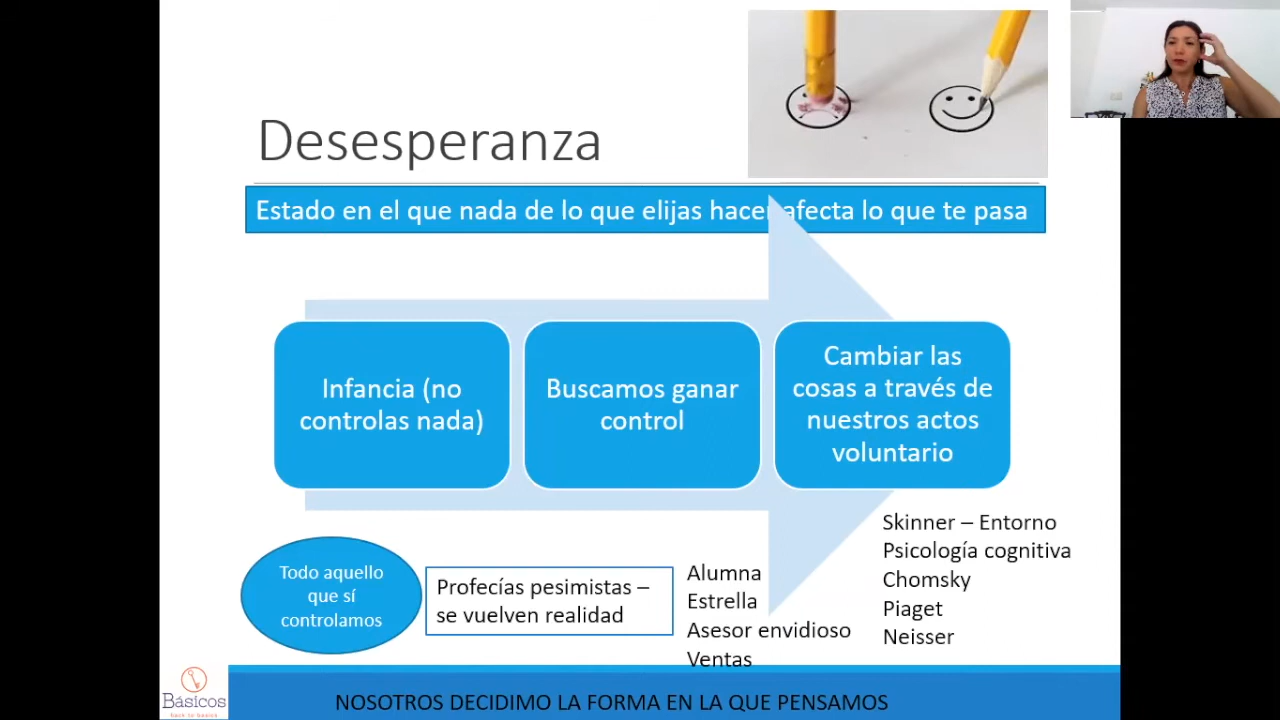 Desesperanza
Estado en el que nada de lo que elijas hacer afecta lo que te pasa
Infancia (no
controlas nada)
Buscamos ganar
control
Cambiar las
cosas a través de
nuestros actos
voluntario
Todo aquello
que sí
controlamos
Profecías pesimistas –
se vuelven realidad
Alumna
Estrella
Asesor envidioso
Ventas
Skinner – Entorno
Psicología cognitiva
Chomsky
Piaget
Neisser
Básicos
back to basics
NOSOTROS DECIDIMO LA FORMA EN LA QUE PENSAMOS